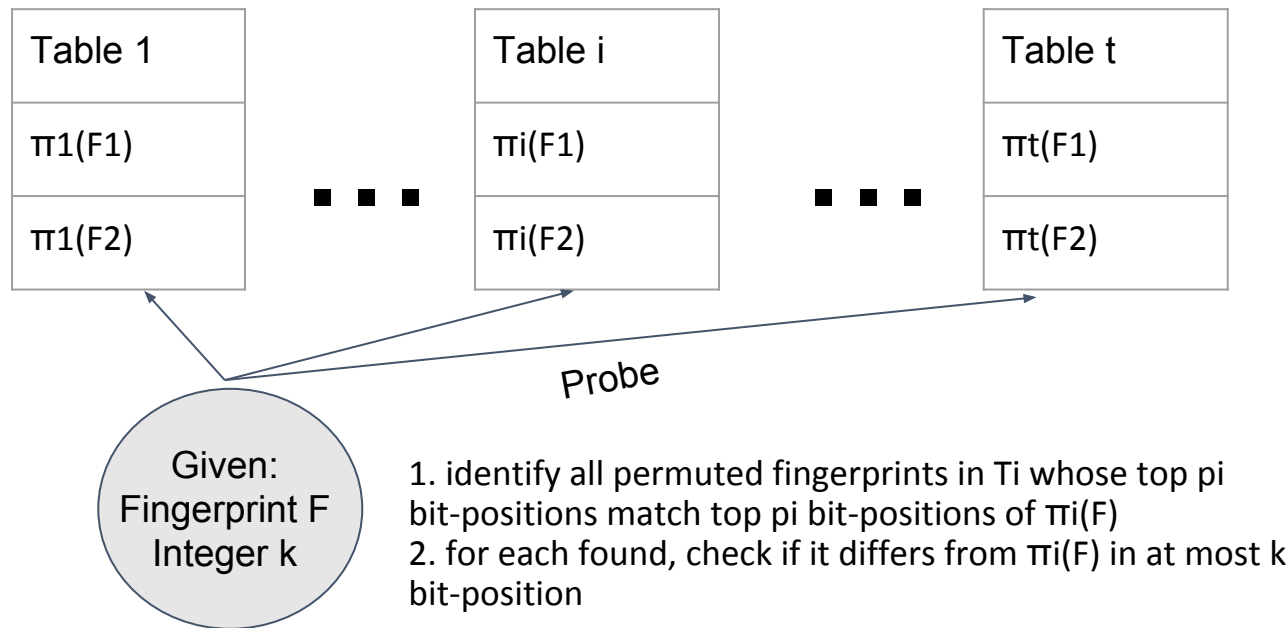 Table 1
Table i
Table t
π1(F1)
πi(F1)
πt(F1)
π1(F2)
πi(F2)
πt(F2)
Probe
Given:
Fingerprint F
Integer k
1. identify all permuted fingerprints in Ti whose top pi
bit-positions match top pi bit-positions of πi(F)
2. for each found, check if it differs from πi(F) in at most k
bit-position